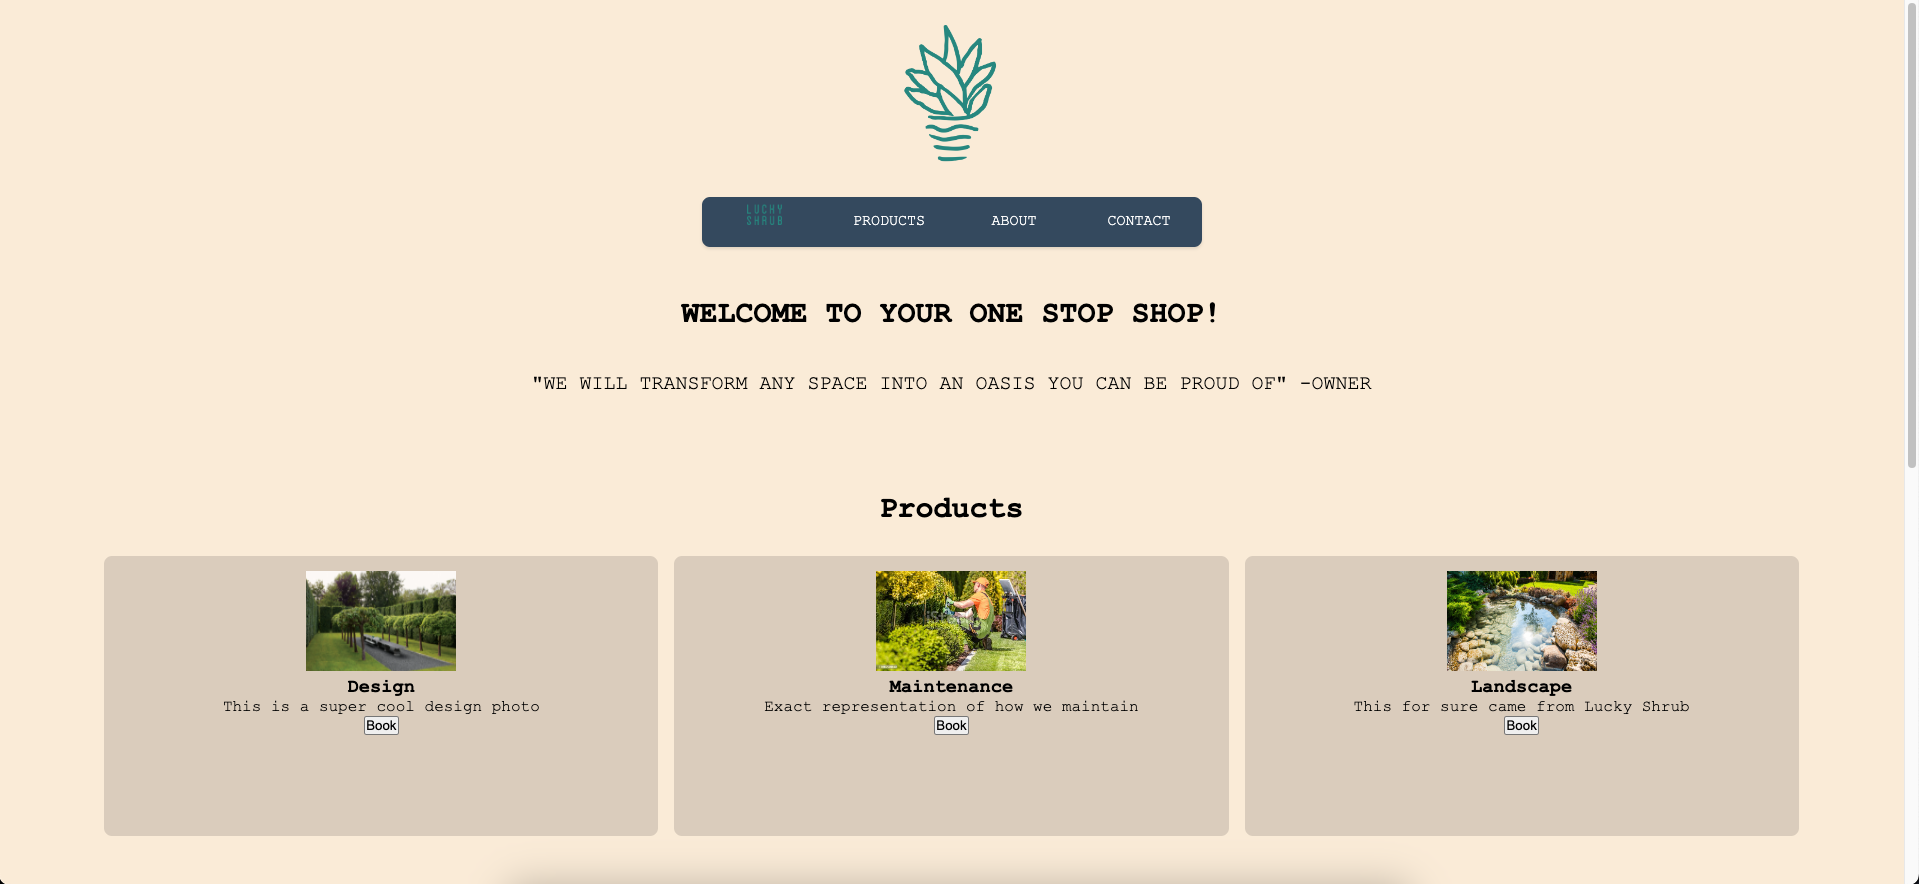 LUCKY
SHRUB
PRODUCTS
ABOUT
CONTACT
WELCOME TO YOUR ONE STOP SHOP!
"WE WILL TRANSFORM ANY SPACE INTO AN OASIS YOU CAN BE PROUD OF" -OWNER
Products
Design
This is a super cool design photo
Book
Maintenance
Exact representation of how we maintain
Book
Landscape
This for sure came from Lucky Shrub
Book